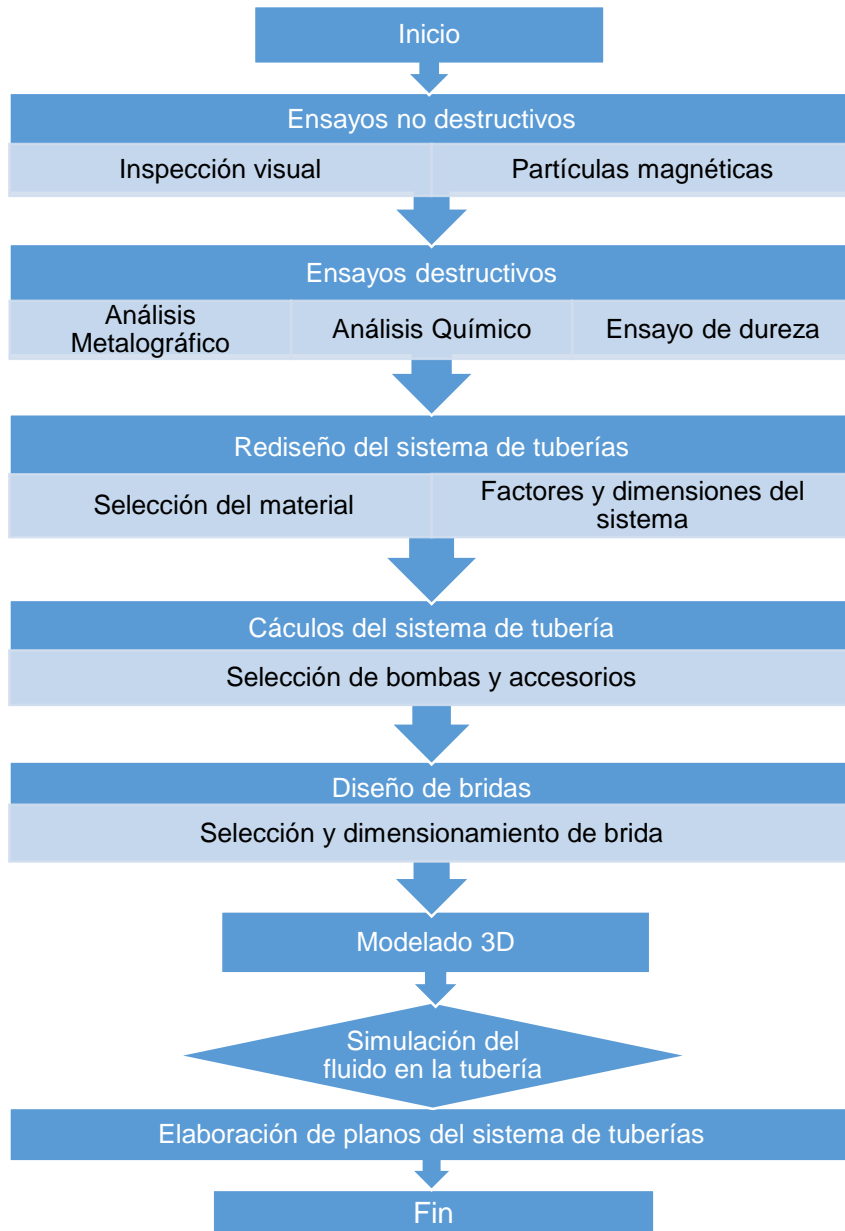 Inicio
Ensayos no destructivos
Inspección visual
Partículas magnéticas
Ensayos destructivos
Análisis
Metalográfico
Análisis Químico
Ensayo de dureza
Rediseño del sistema de tuberías
Selección del material
Factores y dimensiones del
sistema
Cáculos del sistema de tubería
Selección de bombas y accesorios
Diseño de bridas
Selección y dimensionamiento de brida
Modelado 3D
Simulación del
fluido en la tubería
Elaboración de planos del sistema de tuberías
Fin